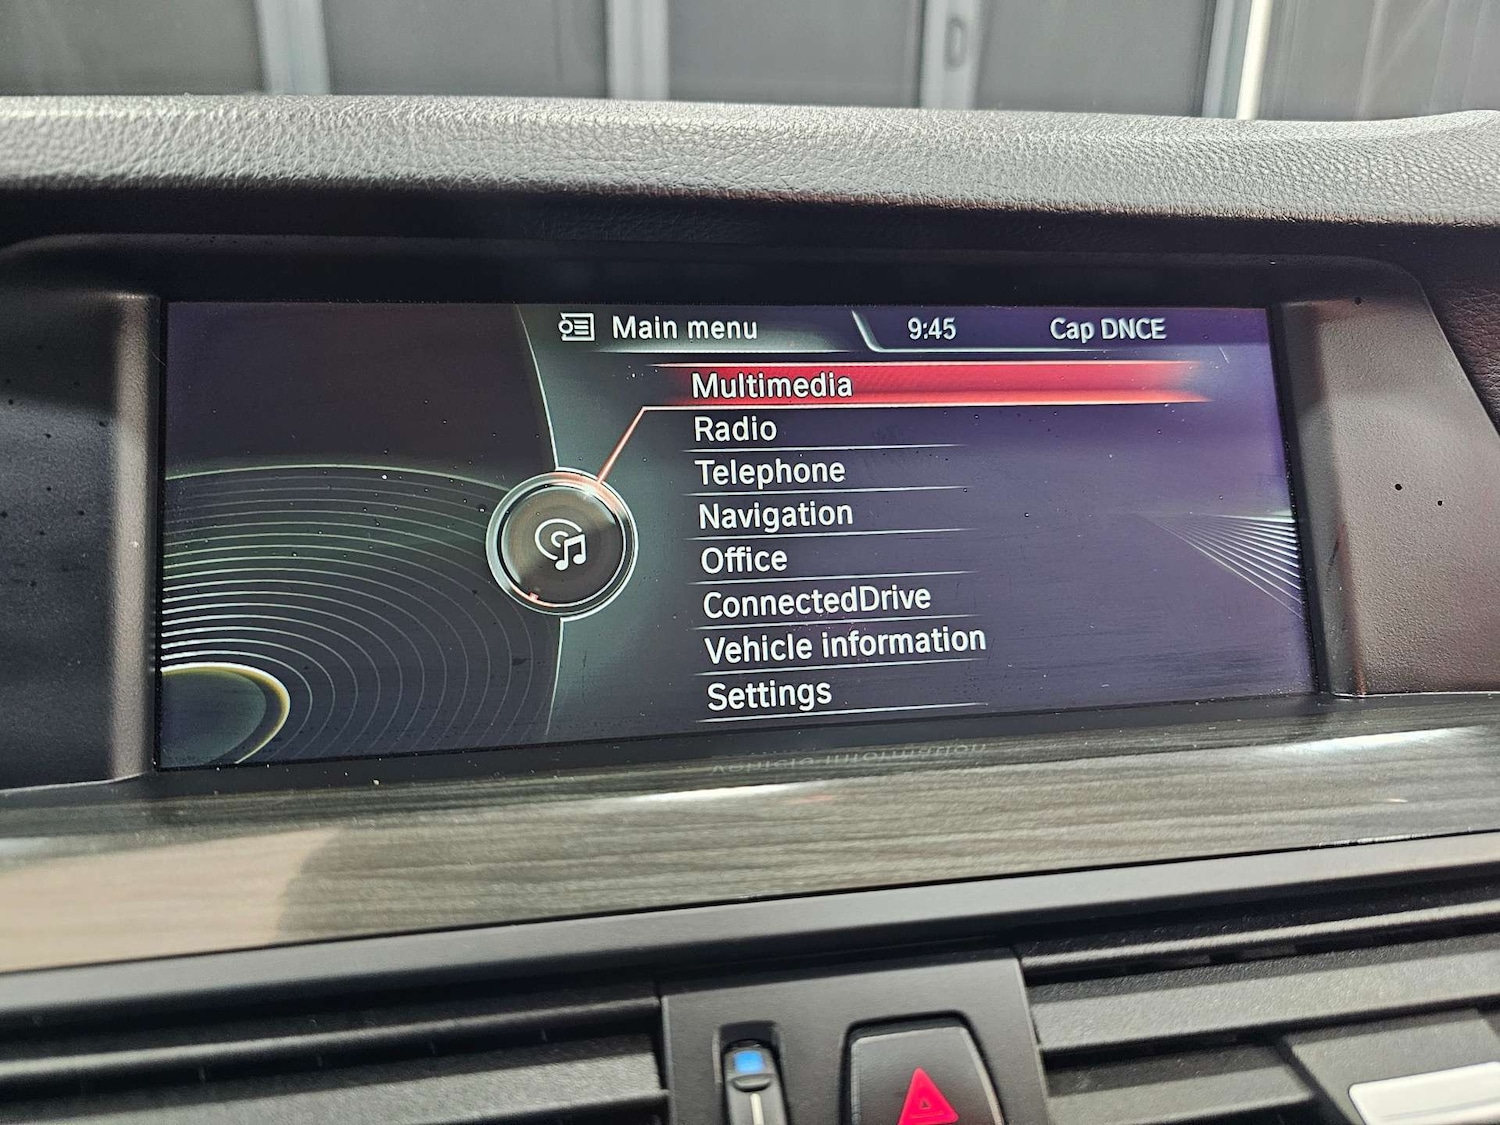 Main menu 9:45 Cap DNCE
Multimedia
Radio
Telephone
Navigation
Office
ConnectedDrive
Vehicle information
Settings